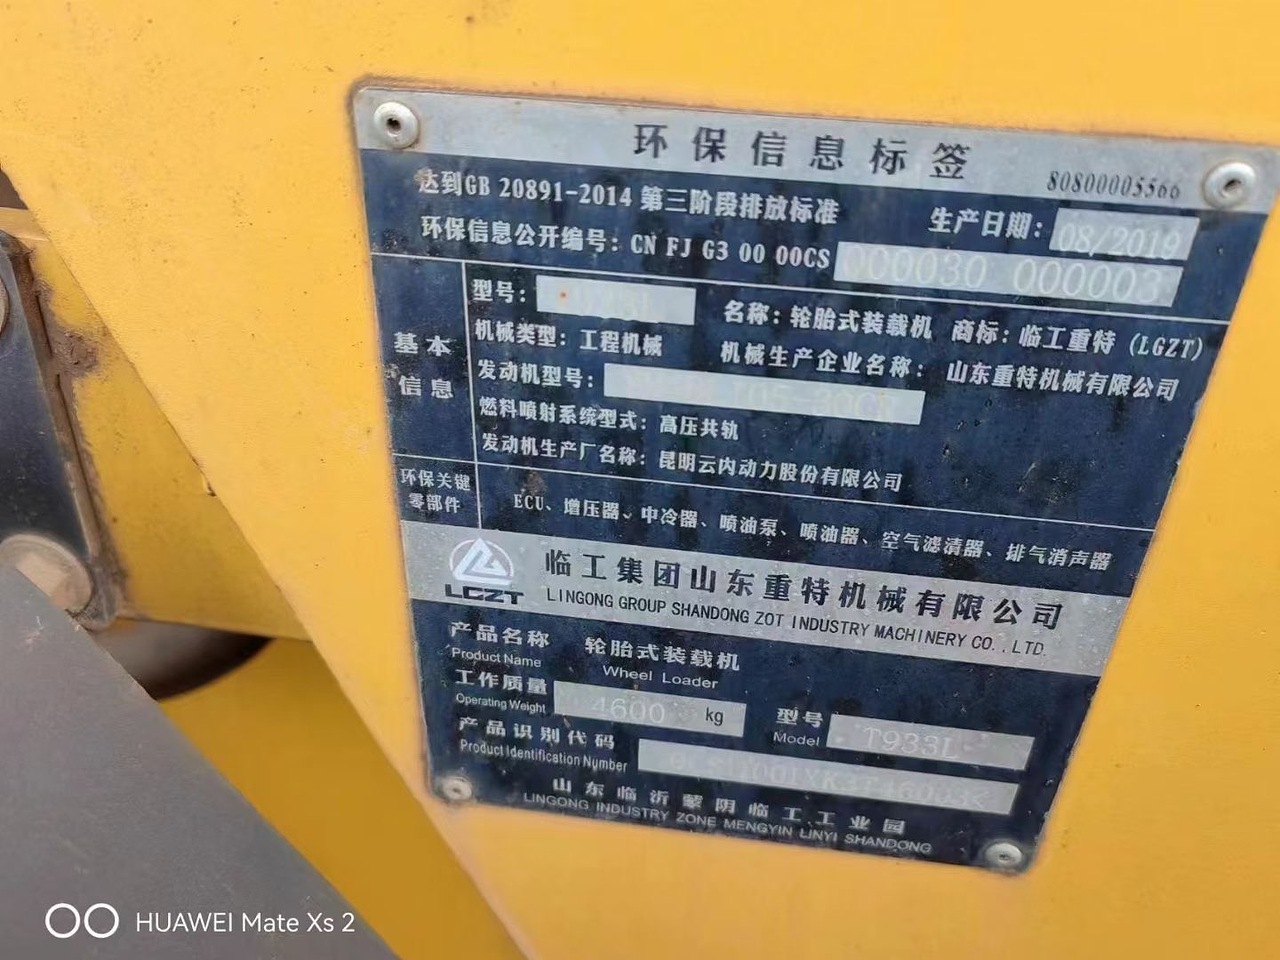 环保信息标签
80800005566
达到GB 20891-2014 第三阶段排放标准
生产日期: 08/2019
环保信息公开编号: CN FJ G3 00 00CS 000030 000003
基本信息
型号:
名称: 轮胎式装载机 商标: 临工重特 (LGZT)
机械类型: 工程机械
机械生产企业名称: 山东重特机械有限公司
发动机型号:
燃料喷射系统型式: 高压共轨
发动机生产厂名称: 昆明云内动力股份有限公司
环保关键零部件
ECU、增压器、中冷器、喷油泵、喷油器、空气滤清器、排气消声器
LGZT
临工集团山东重特机械有限公司
LINGONG GROUP SHANDONG ZOT INDUSTRY MACHINERY CO.,LTD.
产品名称 轮胎式装载机
Product Name Wheel Loader
工作质量 4600 kg
Operating Weight
型号 T933L
Model
产品识别代码
Product Identification Number
山东临沂蒙阴临工工业园
LINGONG INDUSTRY ZONE MENGYIN LINYI SHANDONG
HUAWEI Mate Xs 2